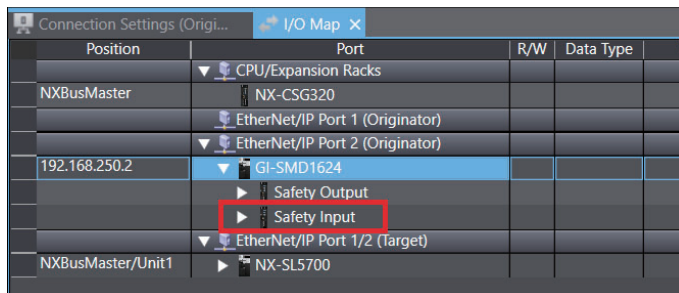 Connection Settings (Origi... I/O Map
Position Port R/W Data Type
CPU/Expansion Racks
NXBusMaster NX-CSG320
EtherNet/IP Port 1 (Originator)
EtherNet/IP Port 2 (Originator)
192.168.250.2 GI-SMD1624
Safety Output
Safety Input
EtherNet/IP Port 1/2 (Target)
NXBusMaster/Unit1 NX-SL5700